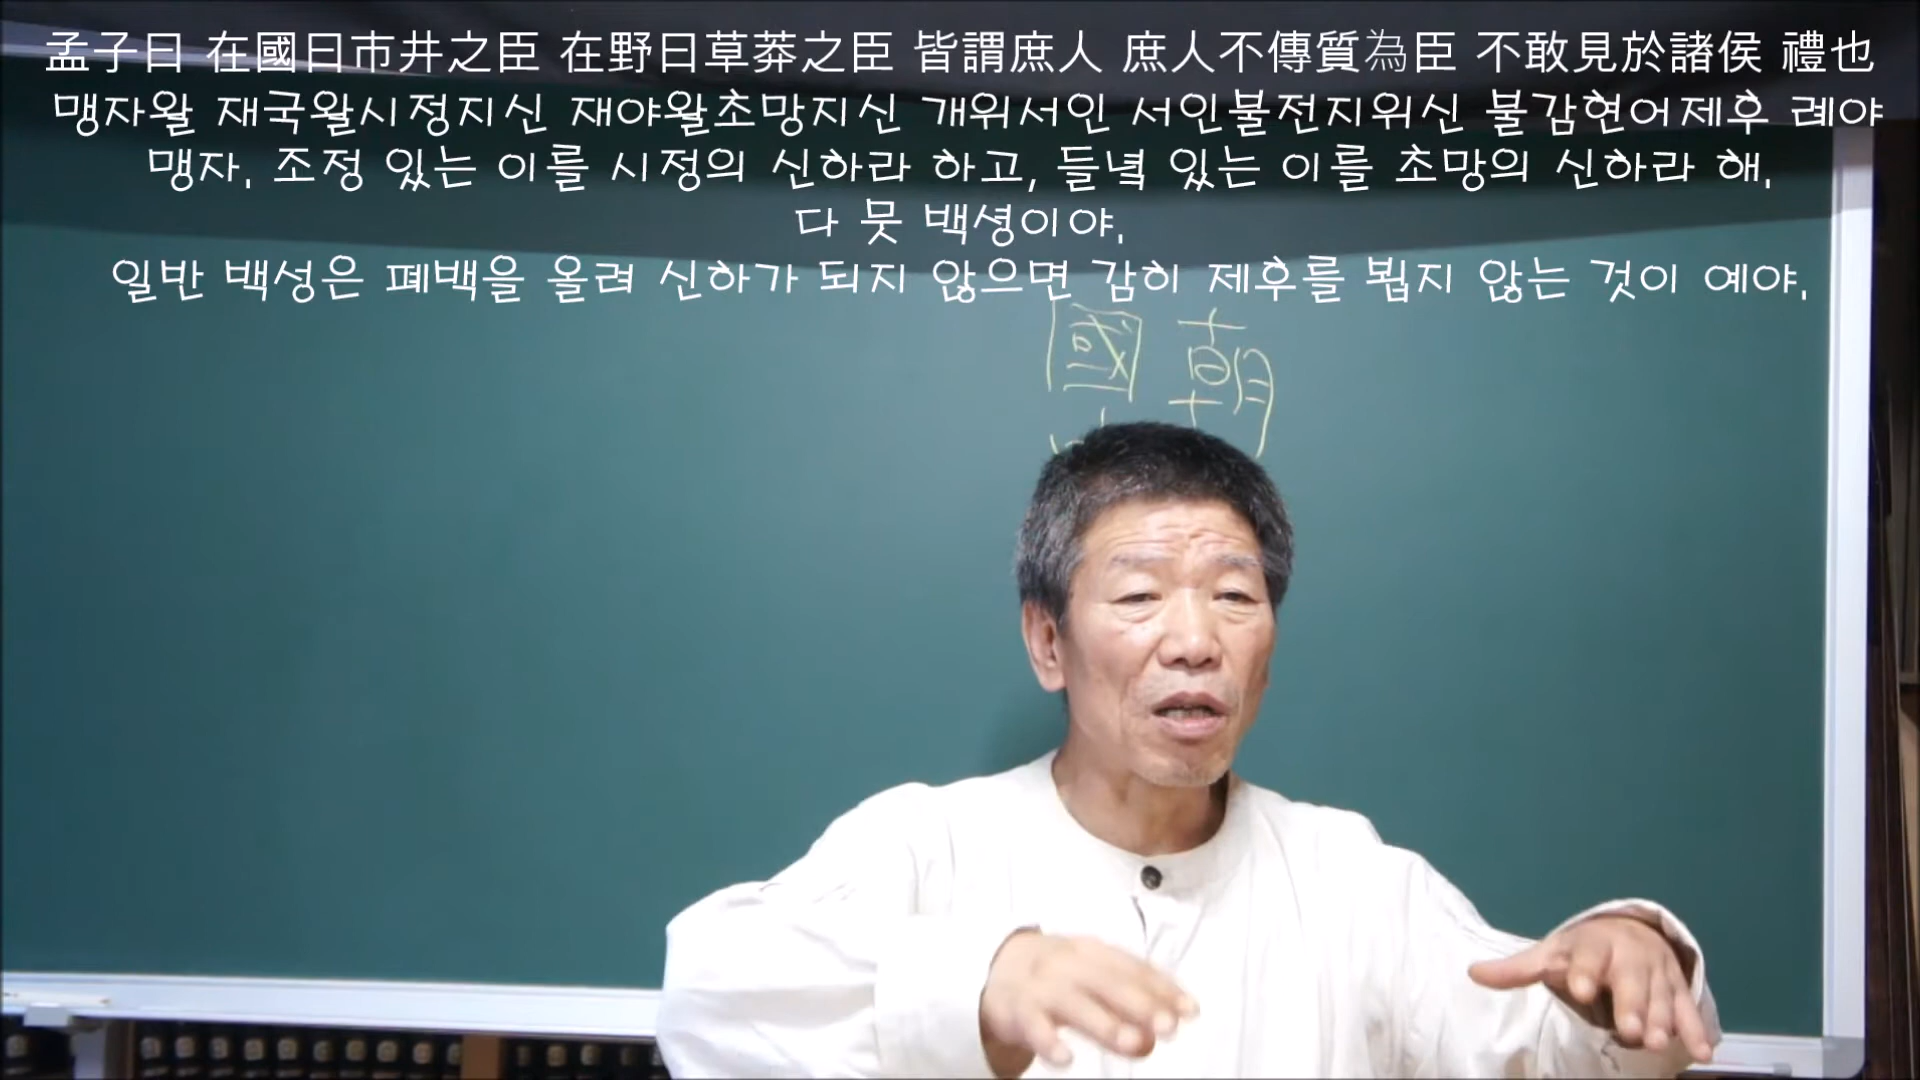 孟子曰 在國曰市井之臣 在野曰草莽之臣 皆謂庶人 庶人不傳質為臣 不敢見於諸侯 禮也
맹자왈 재국왈시정지신 재야왈초망지신 개위서인 서인불전지위신 불감현어제후 례야
맹자. 조정 있는 이를 시정의 신하라 하고, 들녘 있는 이를 초망의 신하라 해.
다 뭇 백성이야.
일반 백성은 폐백을 올려 신하가 되지 않으면 감히 제후를 뵙지 않는 것이 예야.
國 朝